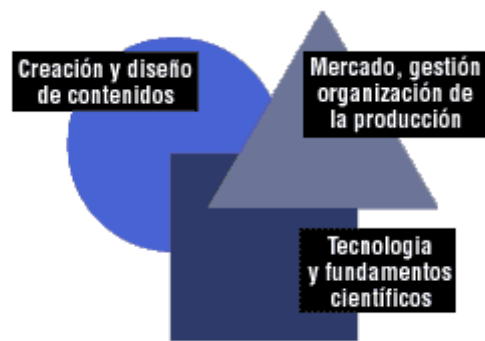 Creación y diseño
de contenidos
Mercado, gestión
organización de
la producción
Tecnologia
y fundamentos
científicos